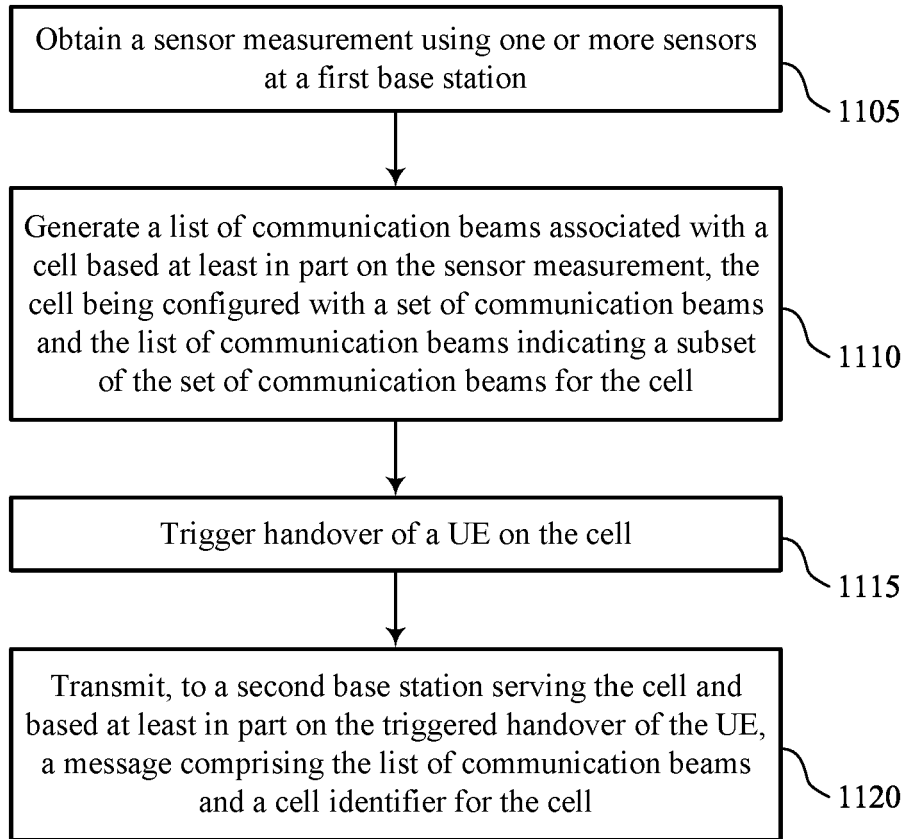 Obtain a sensor measurement using one or more sensors
at a first base station
1105
Generate a list of communication beams associated with a
cell based at least in part on the sensor measurement, the
cell being configured with a set of communication beams
and the list of communication beams indicating a subset
of the set of communication beams for the cell
1110
Trigger handover of a UE on the cell
1115
Transmit, to a second base station serving the cell and
based at least in part on the triggered handover of the UE,
a message comprising the list of communication beams
and a cell identifier for the cell
1120